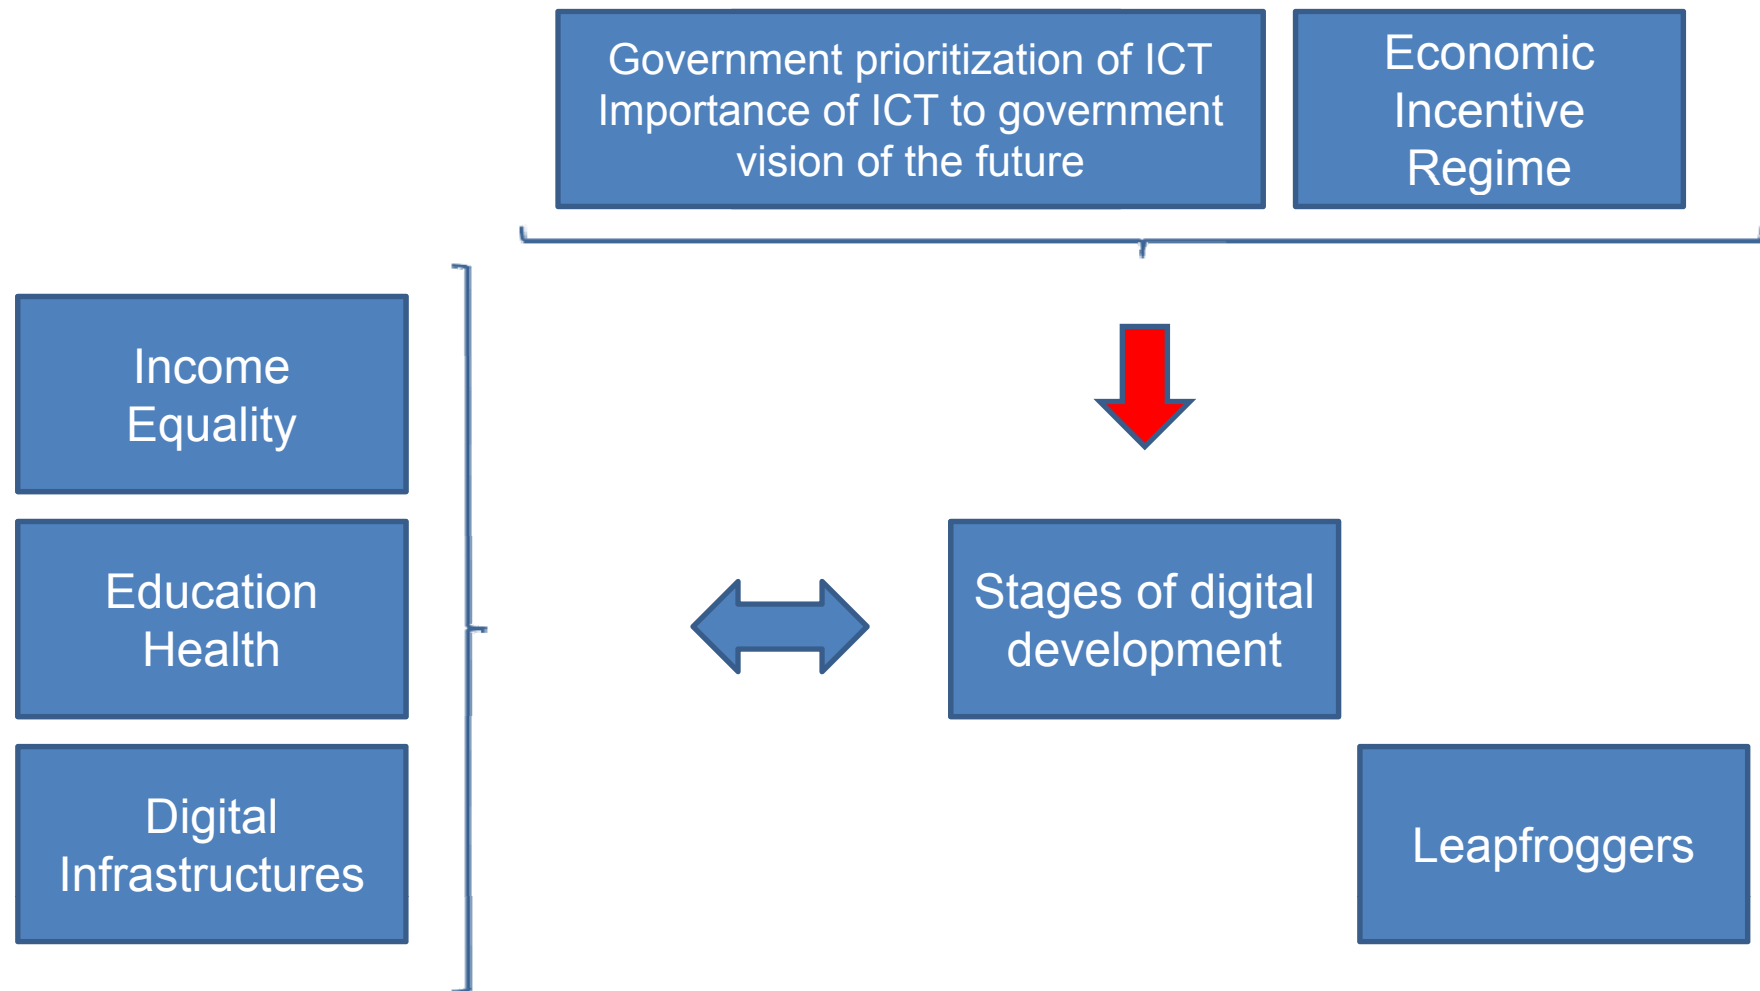 Government prioritization of ICT
Importance of ICT to government
vision of the future
Economic
Incentive
Regime
Income
Equality
Education
Health
Digital
Infrastructures
Stages of digital
development
Leapfroggers